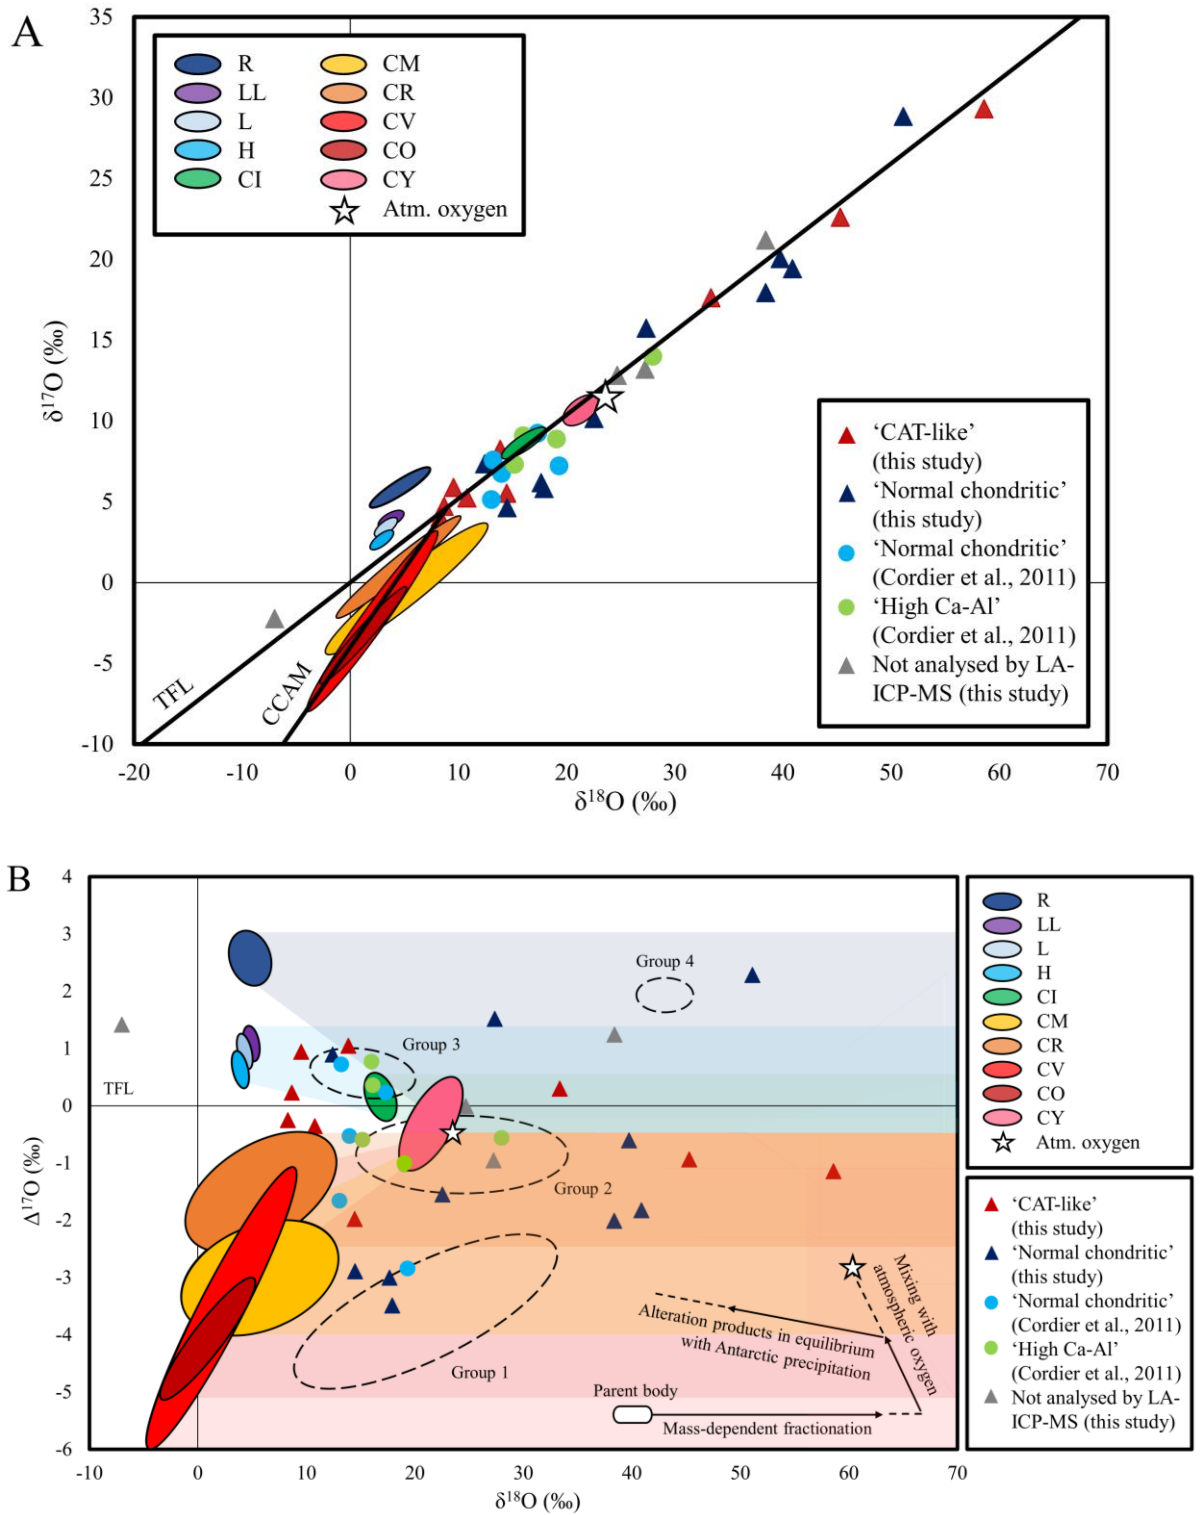 A
35
30
25
20
15
10
5
0
-5
-10
-20
-10
0
10
20
30
40
50
60
70
δ17O (‰)
δ18O (‰)
R
LL
L
H
CI
CM
CR
CV
CO
CY
Atm. oxygen
TFL
CCAM
‘CAT-like’
(this study)
‘Normal chondritic’
(this study)
‘Normal chondritic’
(Cordier et al., 2011)
‘High Ca-Al’
(Cordier et al., 2011)
Not analysed by LA-
ICP-MS (this study)
B
4
3
2
1
0
-1
-2
-3
-4
-5
-6
-10
0
10
20
30
40
50
60
70
Δ17O (‰)
δ18O (‰)
TFL
Group 4
Group 3
Group 2
Group 1
Mixing with
atmospheric oxygen
Alteration products in equilibrium
with Antarctic precipitation
Parent body
Mass-dependent fractionation
R
LL
L
H
CI
CM
CR
CV
CO
CY
Atm. oxygen
‘CAT-like’
(this study)
‘Normal chondritic’
(this study)
‘Normal chondritic’
(Cordier et al., 2011)
‘High Ca-Al’
(Cordier et al., 2011)
Not analysed by LA-
ICP-MS (this study)